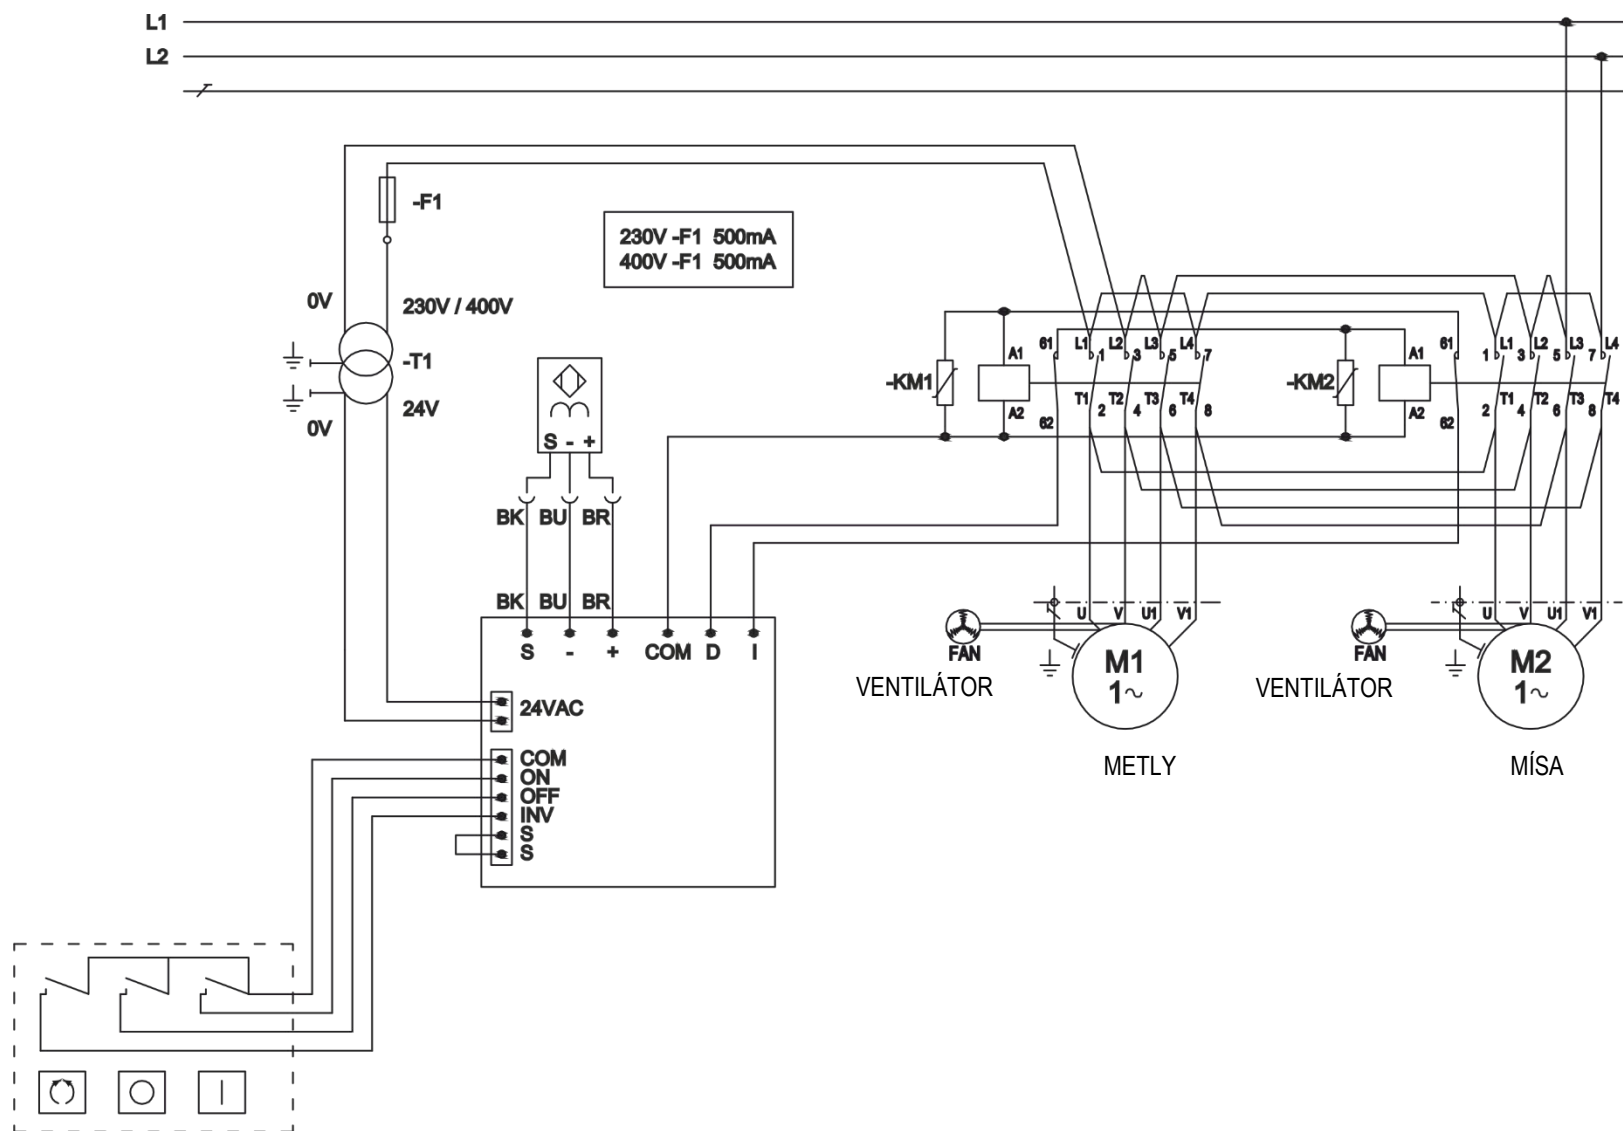 L1
L2
-F1
230V -F1 500mA
400V -F1 500mA
0V
230V / 400V
-T1
24V
0V
S - +
BK BU BR
BK BU BR
S - + COM D I
24VAC
COM
ON
OFF
INV
S
S
-KM1
A1
A2
61
62
L1 L2 L3 L4
1 3 5 7
T1 T2 T3 T4
2 4 6 8
-KM2
A1
A2
61
62
L1 L2 L3 L4
1 3 5 7
T1 T2 T3 T4
2 4 6 8
U V U1 V1
FAN
VENTILÁTOR
M1
1~
METLY
U V U1 V1
FAN
VENTILÁTOR
M2
1~
MÍSA